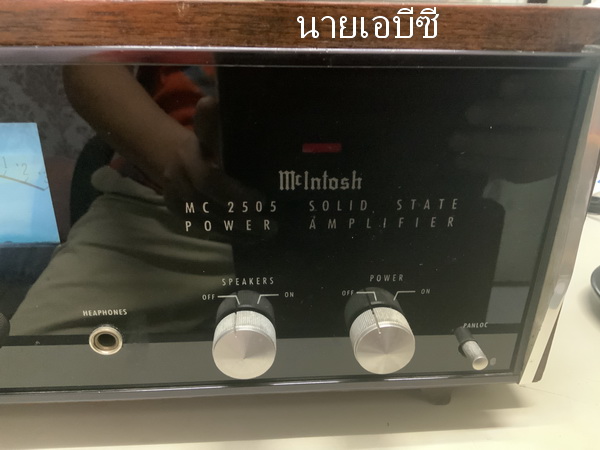 นายเอบีซี
McIntosh
MC 2505 SOLID STATE
POWER AMPLIFIER
SPEAKERS
OFF ON
POWER
OFF ON
HEAPHONES
PANLOC